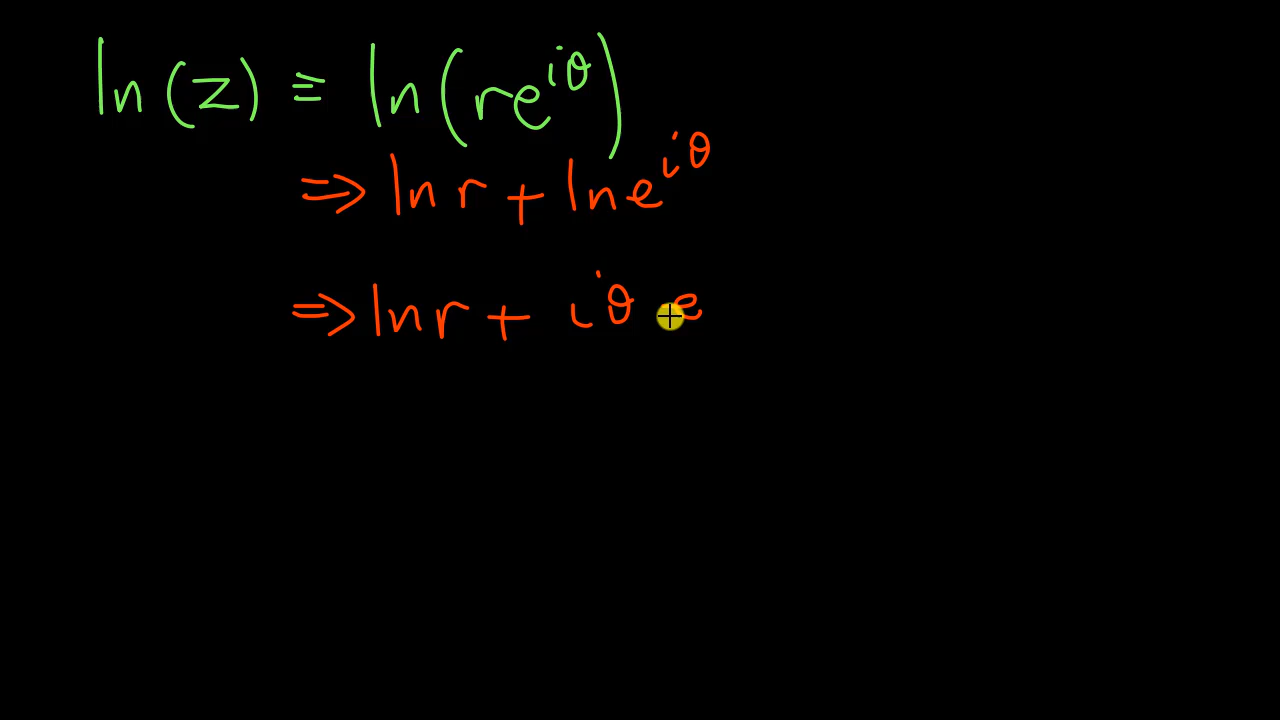 ln(z) ≡ ln(re^{iθ})
⇒ ln r + ln e^{iθ}
⇒ ln r + iθ e